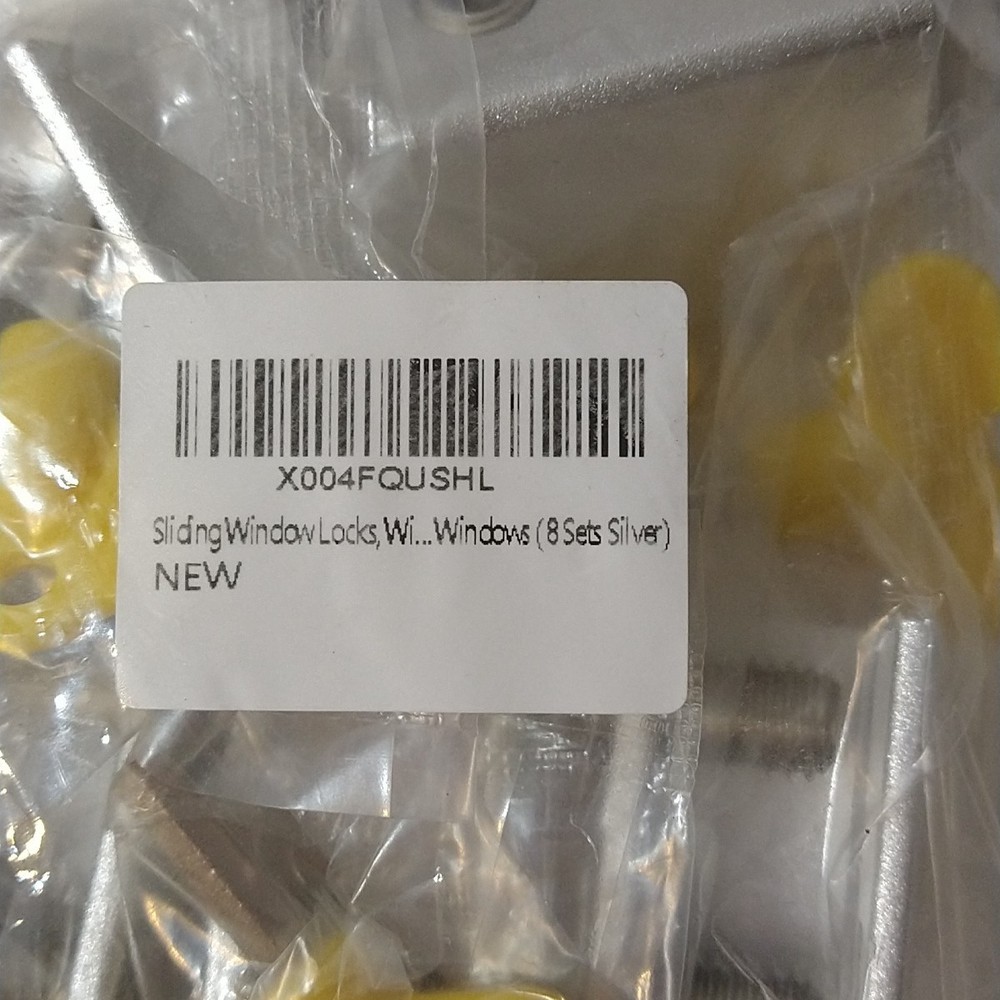 X004FQUSHL
Sliding Window Locks, Wi...Windows (8 Sets Silver)
NEW